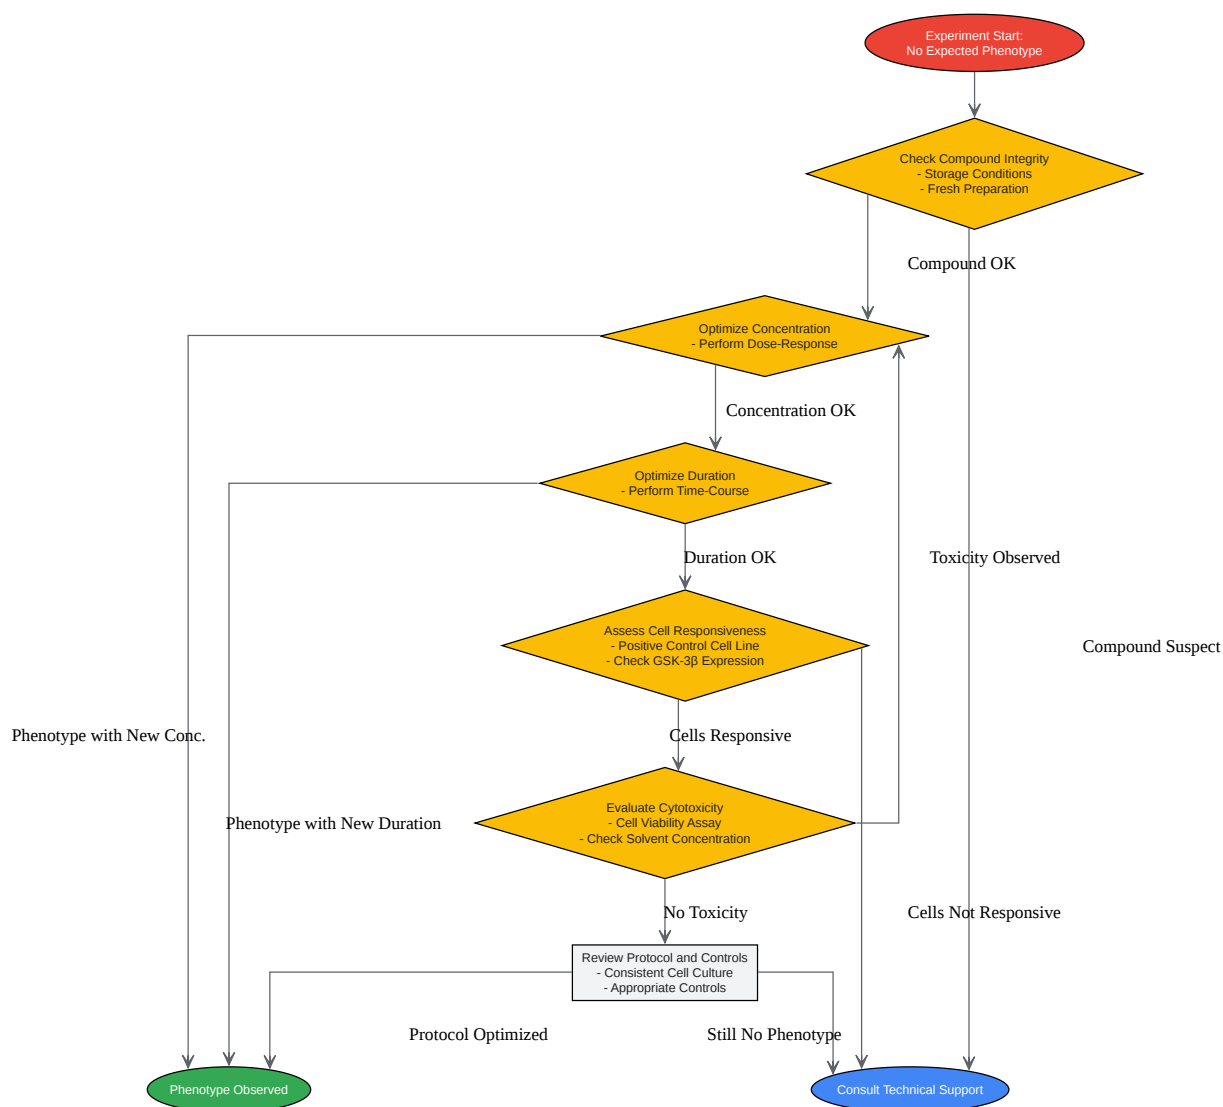 Experiment Start:
No Expected Phenotype
Check Compound Integrity
- Storage Conditions
- Fresh Preparation
Compound OK
Optimize Concentration
- Perform Dose-Response
Concentration OK
Optimize Duration
- Perform Time-Course
Duration OK
Toxicity Observed
Assess Cell Responsiveness
- Positive Control Cell Line
- Check GSK-3β Expression
Compound Suspect
Phenotype with New Conc.
Cells Responsive
Evaluate Cytotoxicity
- Cell Viability Assay
- Check Solvent Concentration
Phenotype with New Duration
No Toxicity
Cells Not Responsive
Review Protocol and Controls
- Consistent Cell Culture
- Appropriate Controls
Protocol Optimized
Still No Phenotype
Phenotype Observed
Consult Technical Support